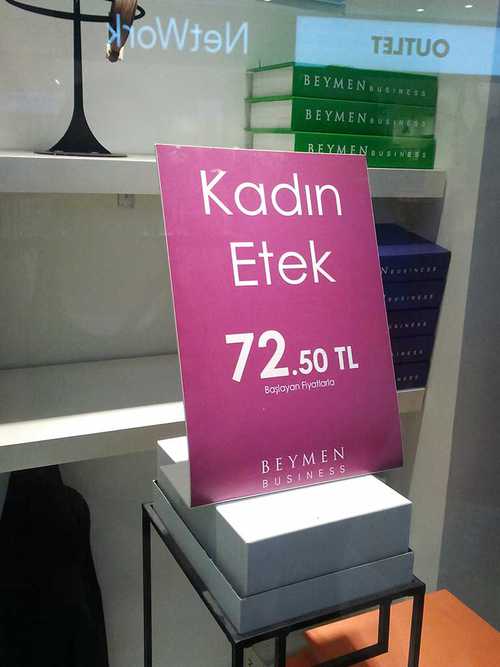 NetWork
OUTLET
BEYMEN BUSINESS
BEYMEN BUSINESS
BEYMEN BUSINESS
Kadın
Etek
72.50 TL
Başlayan Fiyatlarla
BEYMEN
BUSINESS
BUSINESS
BUSINESS
BUSINESS
BUSINESS
BUSINESS